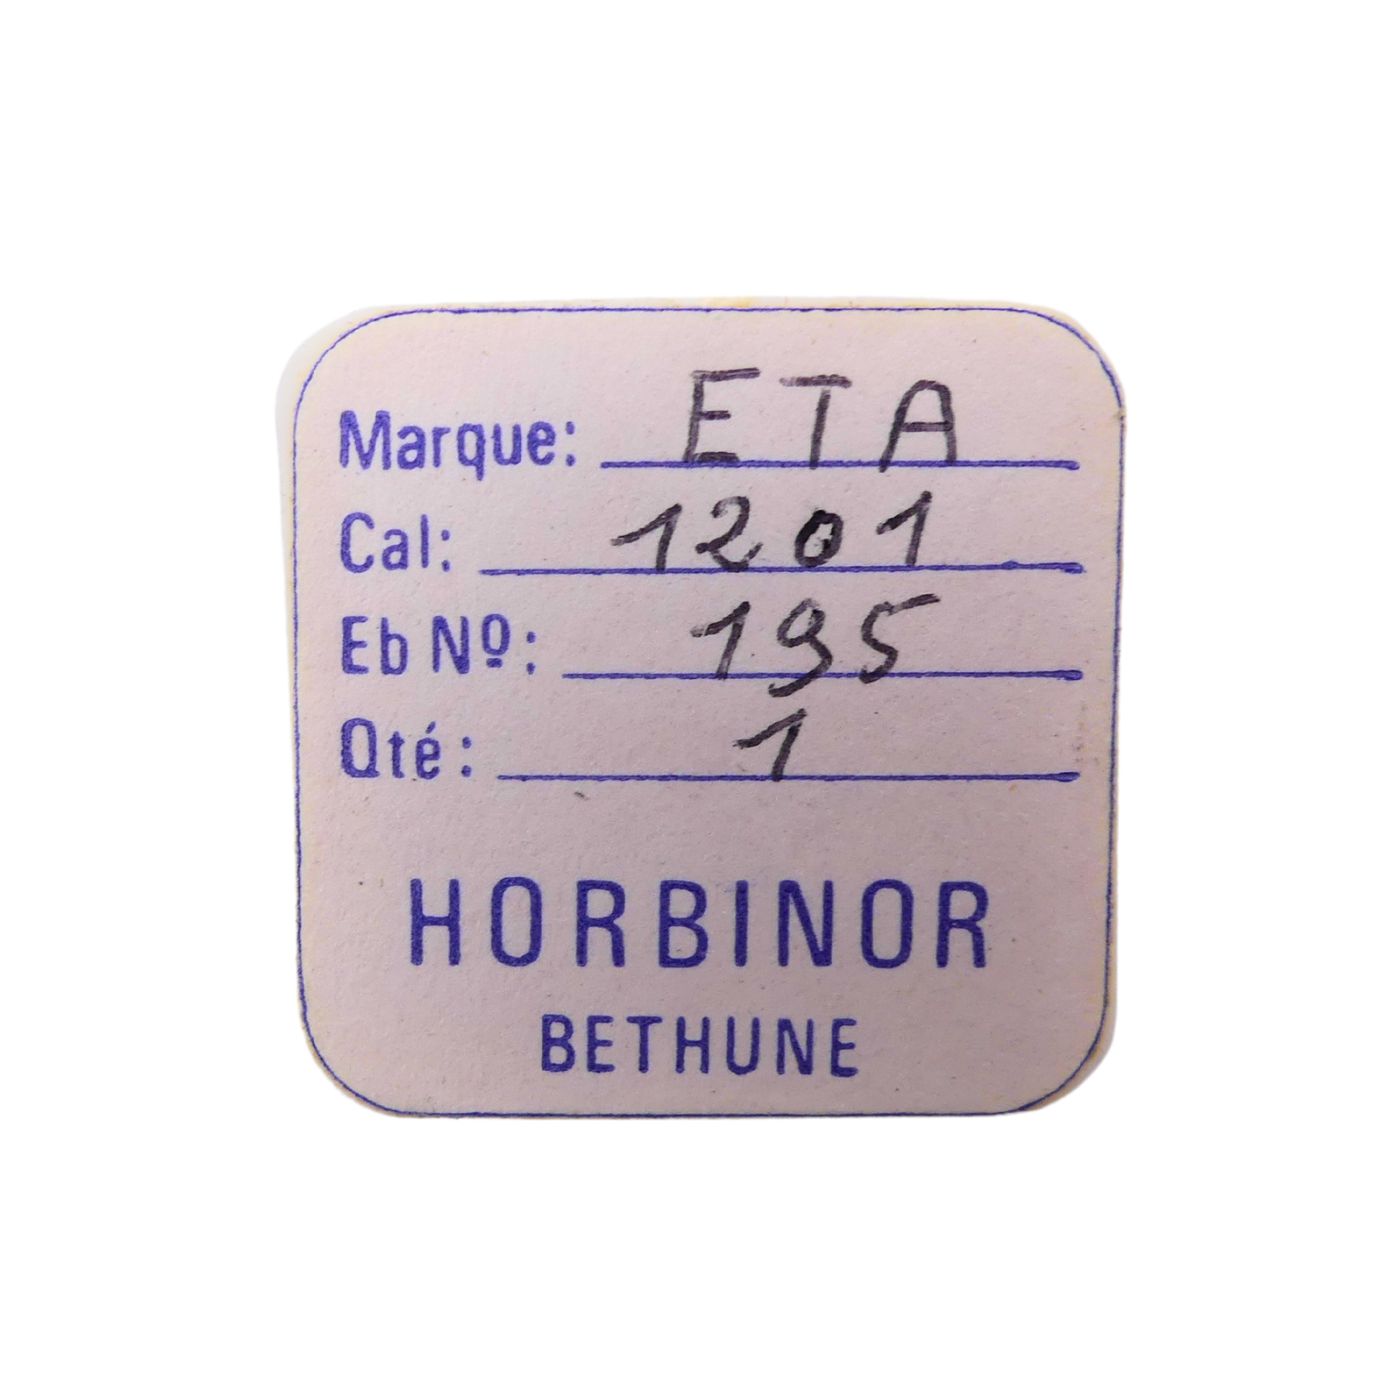 Marque: ETA
Cal: 1201
Eb Nº: 195
Qté: 1
HORBINOR
BETHUNE